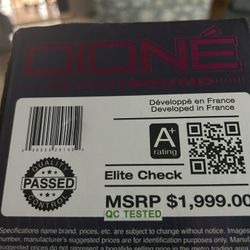 DIONÉ
Développé en France
Developed in France
A+
rating
QUALITY
PASSED
CONTROL
Elite Check
MSRP $1,999.00
QC TESTED
Specifications name brand, prices, etc. are subject to change without notice.
number, manufacturer's suggested prices are for identification purposes only.